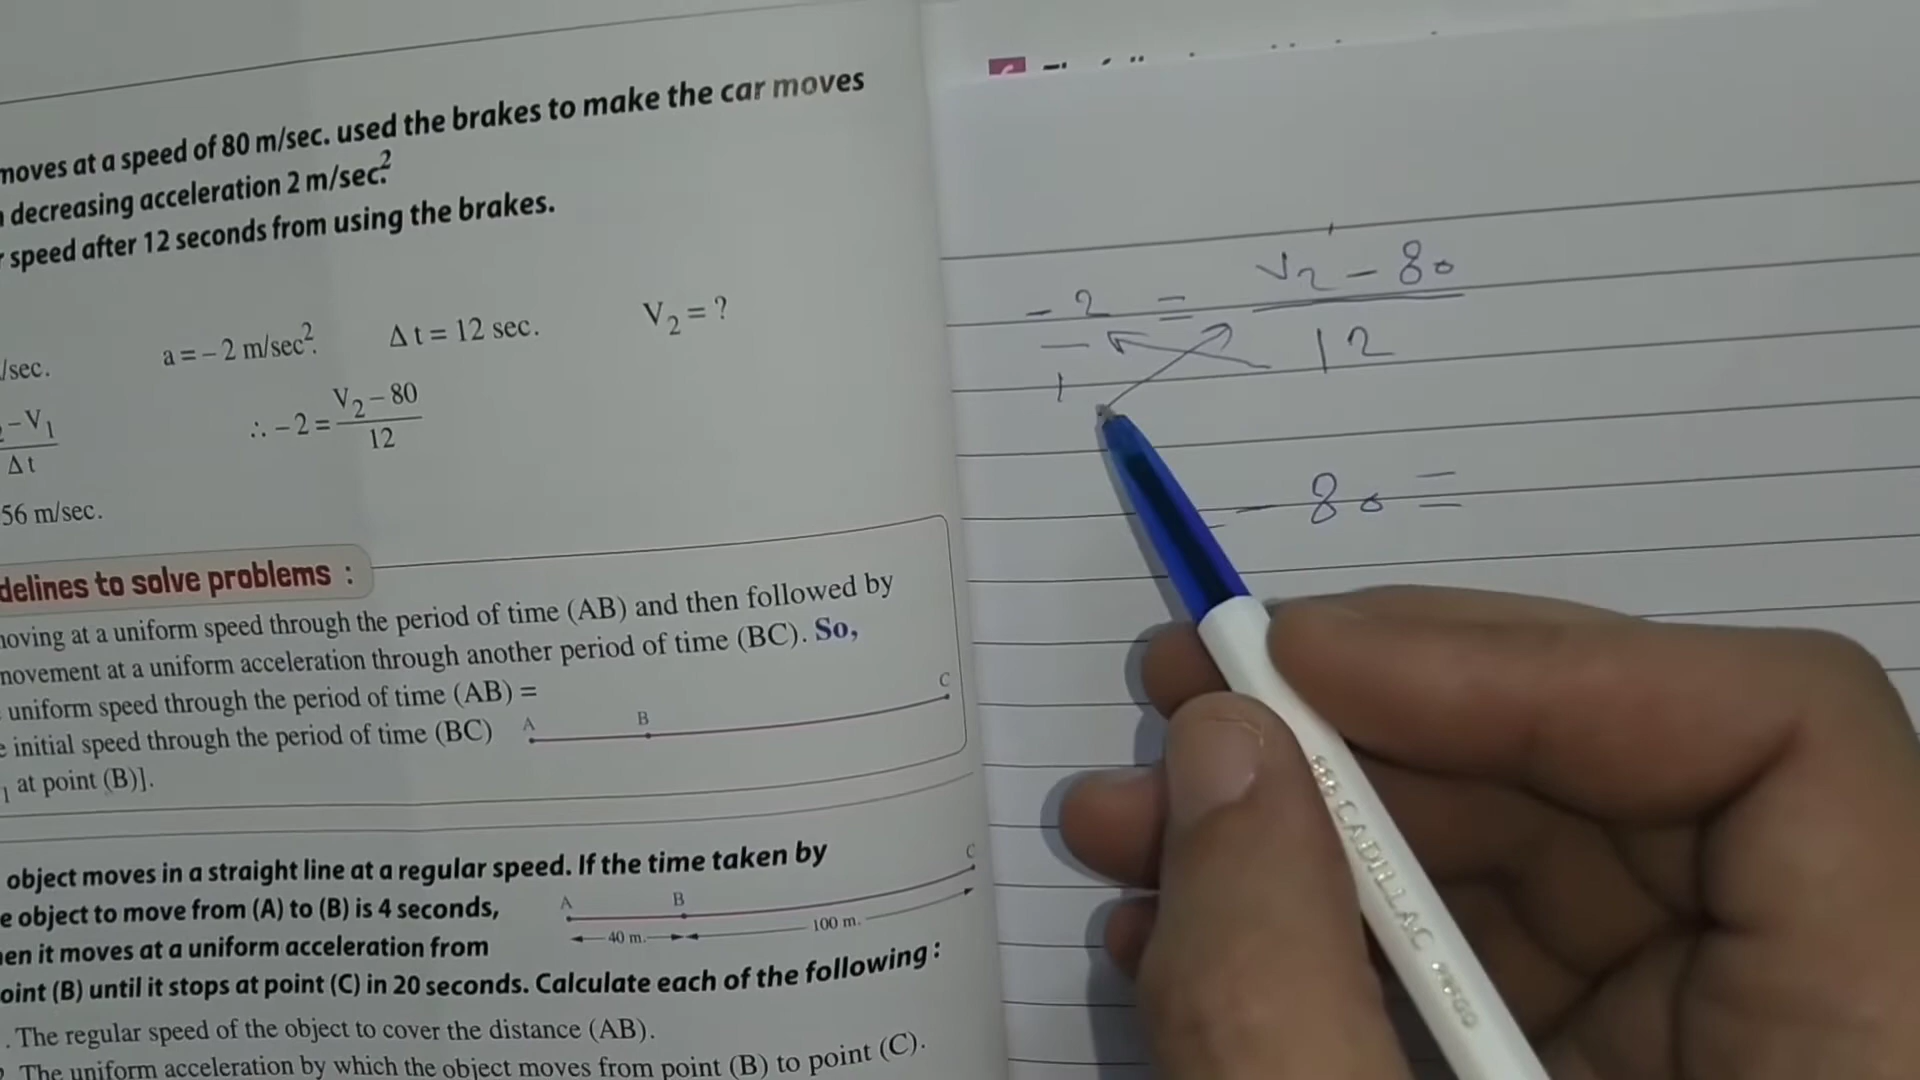 moves at a speed of 80 m/sec. used the brakes to make the car moves
decreasing acceleration 2 m/sec.²
speed after 12 seconds from using the brakes.
/sec. a = – 2 m/sec². Δ t = 12 sec. V₂ = ?
– V₁
Δ t
∴ – 2 = V₂ – 80
12
56 m/sec.
delines to solve problems :
moving at a uniform speed through the period of time (AB) and then followed by
movement at a uniform acceleration through another period of time (BC). So,
uniform speed through the period of time (AB) =
initial speed through the period of time (BC)
A B C
₁ at point (B)].
object moves in a straight line at a regular speed. If the time taken by
e object to move from (A) to (B) is 4 seconds,
A B C
40 m. 100 m.
en it moves at a uniform acceleration from
oint (B) until it stops at point (C) in 20 seconds. Calculate each of the following :
. The regular speed of the object to cover the distance (AB).
The uniform acceleration by which the object moves from point (B) to point (C).
– 2 = V₂ – 80
1 12
– 80 =
CADILLAC